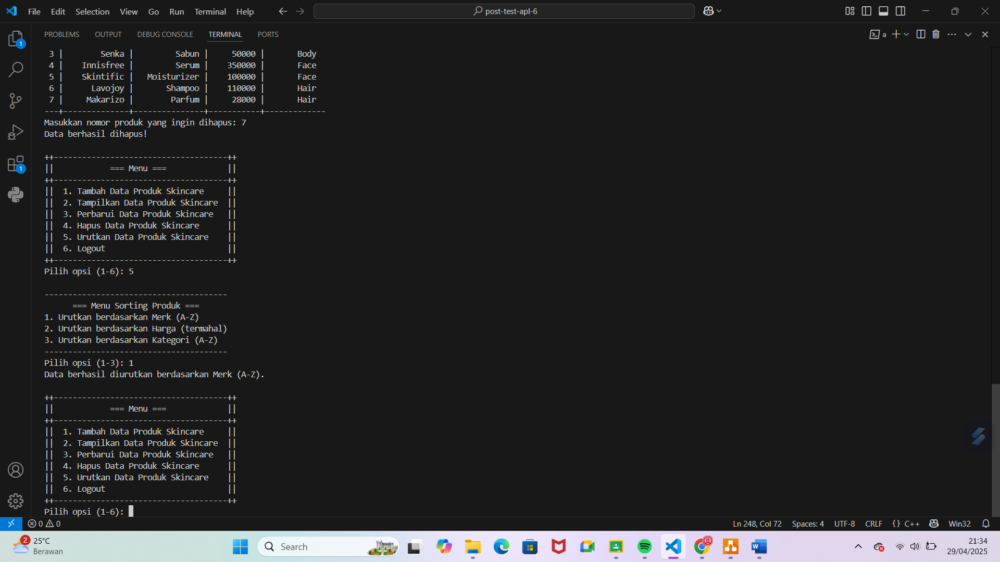 File Edit Selection View Go Run Terminal Help
post-test-apl-6
PROBLEMS OUTPUT DEBUG CONSOLE TERMINAL PORTS
a
1
3 | Senka | Sabun | 50000 | Body
4 | Innisfree | Serum | 350000 | Face
5 | Skintific | Moisturizer | 100000 | Face
6 | Lavojoy | Shampoo | 110000 | Hair
7 | Makarizo | Parfum | 28000 | Hair
---+--------------+---------------+-----------+-------------
Masukkan nomor produk yang ingin dihapus: 7
Data berhasil dihapus!
++-------------------------------------++
|| === Menu === ||
++-------------------------------------++
1
|| 1. Tambah Data Produk Skincare ||
|| 2. Tampilkan Data Produk Skincare ||
|| 3. Perbarui Data Produk Skincare ||
|| 4. Hapus Data Produk Skincare ||
|| 5. Urutkan Data Produk Skincare ||
|| 6. Logout ||
++-------------------------------------++
Pilih opsi (1-6): 5
---------------------------------------
=== Menu Sorting Produk ===
1. Urutkan berdasarkan Merk (A-Z)
2. Urutkan berdasarkan Harga (termahal)
3. Urutkan berdasarkan Kategori (A-Z)
---------------------------------------
Pilih opsi (1-3): 1
Data berhasil diurutkan berdasarkan Merk (A-Z).
++-------------------------------------++
|| === Menu === ||
++-------------------------------------++
|| 1. Tambah Data Produk Skincare ||
|| 2. Tampilkan Data Produk Skincare ||
|| 3. Perbarui Data Produk Skincare ||
|| 4. Hapus Data Produk Skincare ||
|| 5. Urutkan Data Produk Skincare ||
|| 6. Logout ||
++-------------------------------------++
Pilih opsi (1-6):
0 0 Ln 248, Col 72 Spaces: 4 UTF-8 CRLF {} C++ Win32
2
25°C
Berawan
Search
W
21:34
29/04/2025